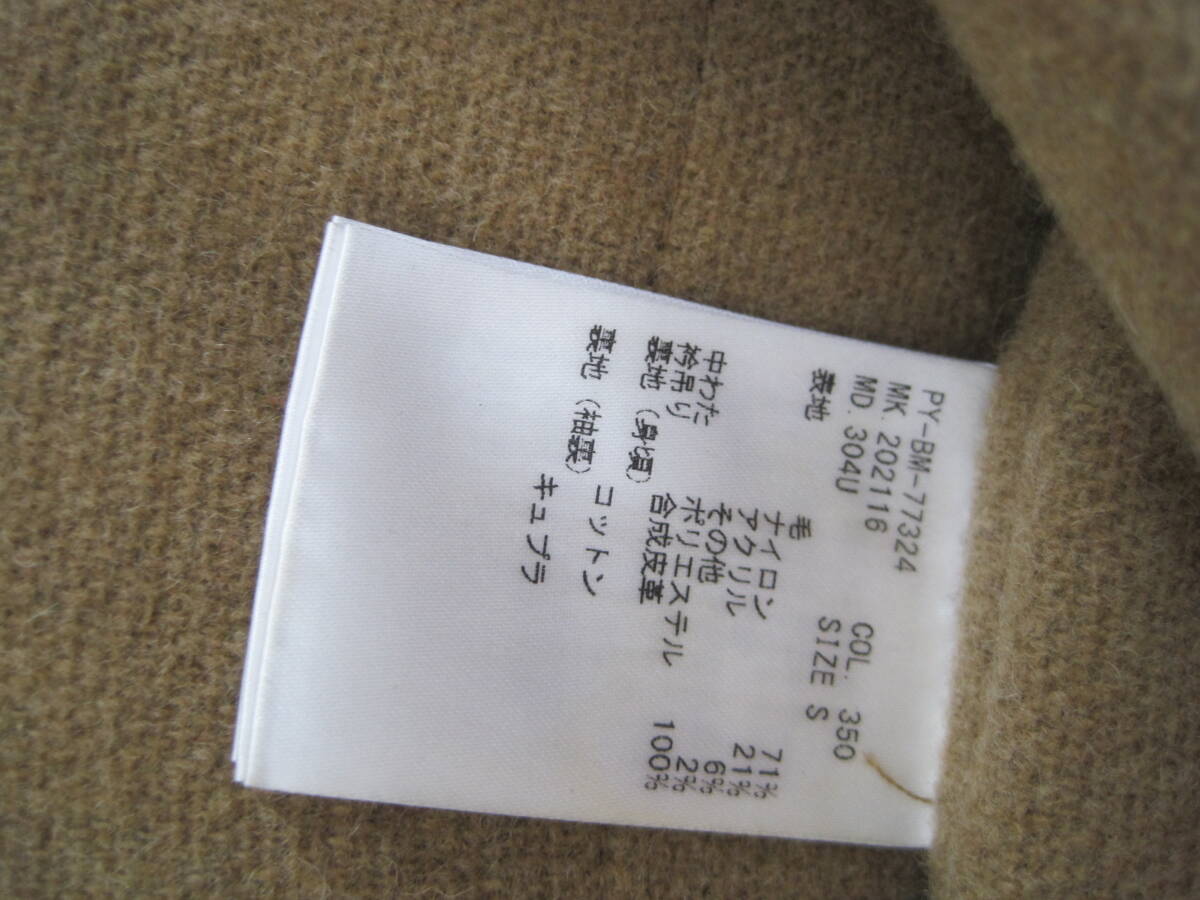 PY-BM-77324
MK. 202116 COL. 350
MD. 304U SIZE S
表地 毛 71%
ナイロン 21%
アクリル 6%
その他 2%
中わた ポリエステル 100%
衿吊り 合成皮革
裏地 (身頃) コットン
裏地 (袖裏) キュプラ